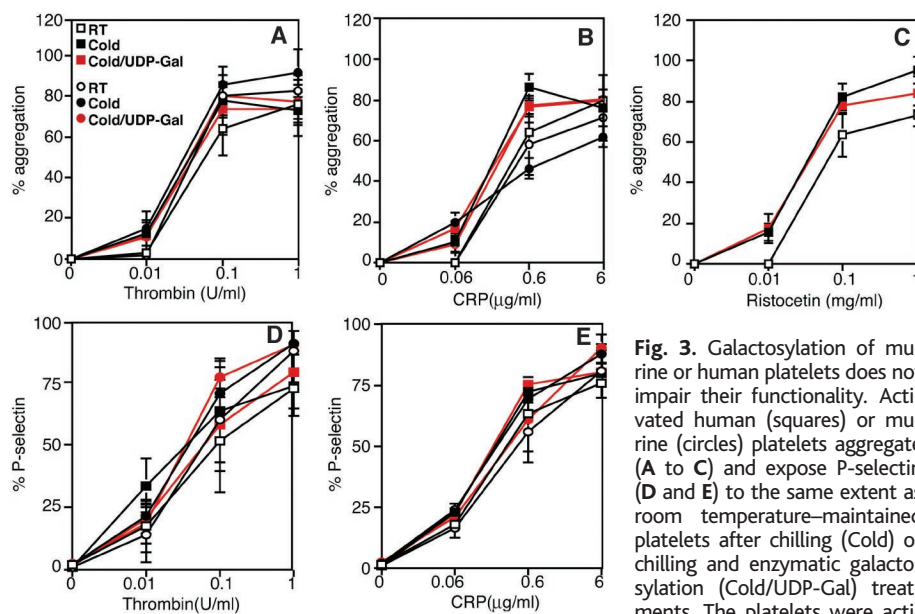 A
120
100
80
60
40
20
0
% aggregation
RT
Cold
Cold/UDP-Gal
RT
Cold
Cold/UDP-Gal
0 0.01 0.1 1
Thrombin (U/ml)
B
120
100
80
60
40
20
0
% aggregation
0 0.06 0.6 6
CRP(µg/ml)
C
120
100
80
60
40
20
0
% aggregation
0 0.01 0.1 1
Ristocetin (mg/ml)
D
100
75
50
25
0
% P-selectin
0 0.01 0.1 1
Thrombin(U/ml)
E
100
75
50
25
0
% P-selectin
0 0.06 0.6 6
CRP(µg/ml)
Fig. 3. Galactosylation of mu-
rine or human platelets does not
impair their functionality. Acti-
vated human (squares) or mu-
rine (circles) platelets aggregate
(A to C) and expose P-selectin
(D and E) to the same extent as
room temperature–maintained
platelets after chilling (Cold) or
chilling and enzymatic galacto-
sylation (Cold/UDP-Gal) treat-
ments. The platelets were acti-